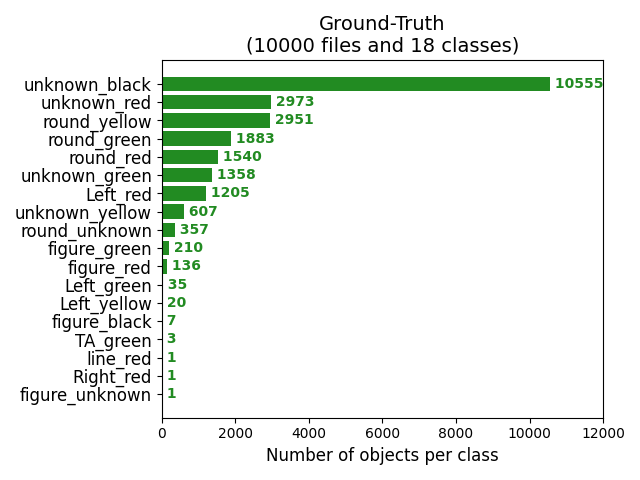 Ground-Truth
(10000 files and 18 classes)
unknown_black 10555
unknown_red 2973
round_yellow 2951
round_green 1883
round_red 1540
unknown_green 1358
Left_red 1205
unknown_yellow 607
round_unknown 357
figure_green 210
figure_red 136
Left_green 35
Left_yellow 20
figure_black 7
TA_green 3
line_red 1
Right_red 1
figure_unknown 1
0 2000 4000 6000 8000 10000 12000
Number of objects per class